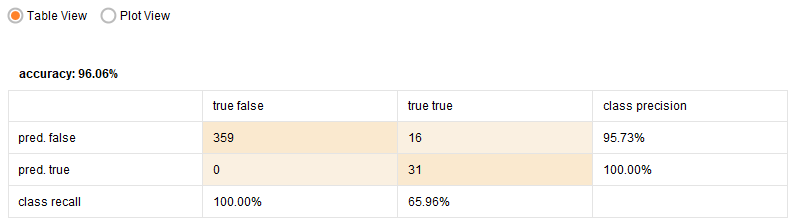 Table View Plot View
accuracy: 96.06%
true false true true class precision
pred. false 359 16 95.73%
pred. true 0 31 100.00%
class recall 100.00% 65.96%